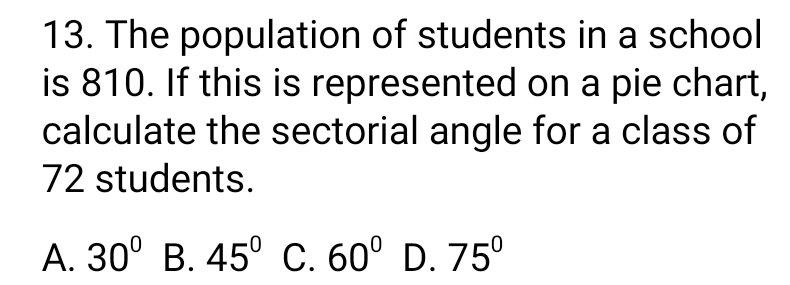 13. The population of students in a school
is 810. If this is represented on a pie chart,
calculate the sectorial angle for a class of
72 students.
A. 30⁰ B. 45⁰ C. 60⁰ D. 75⁰